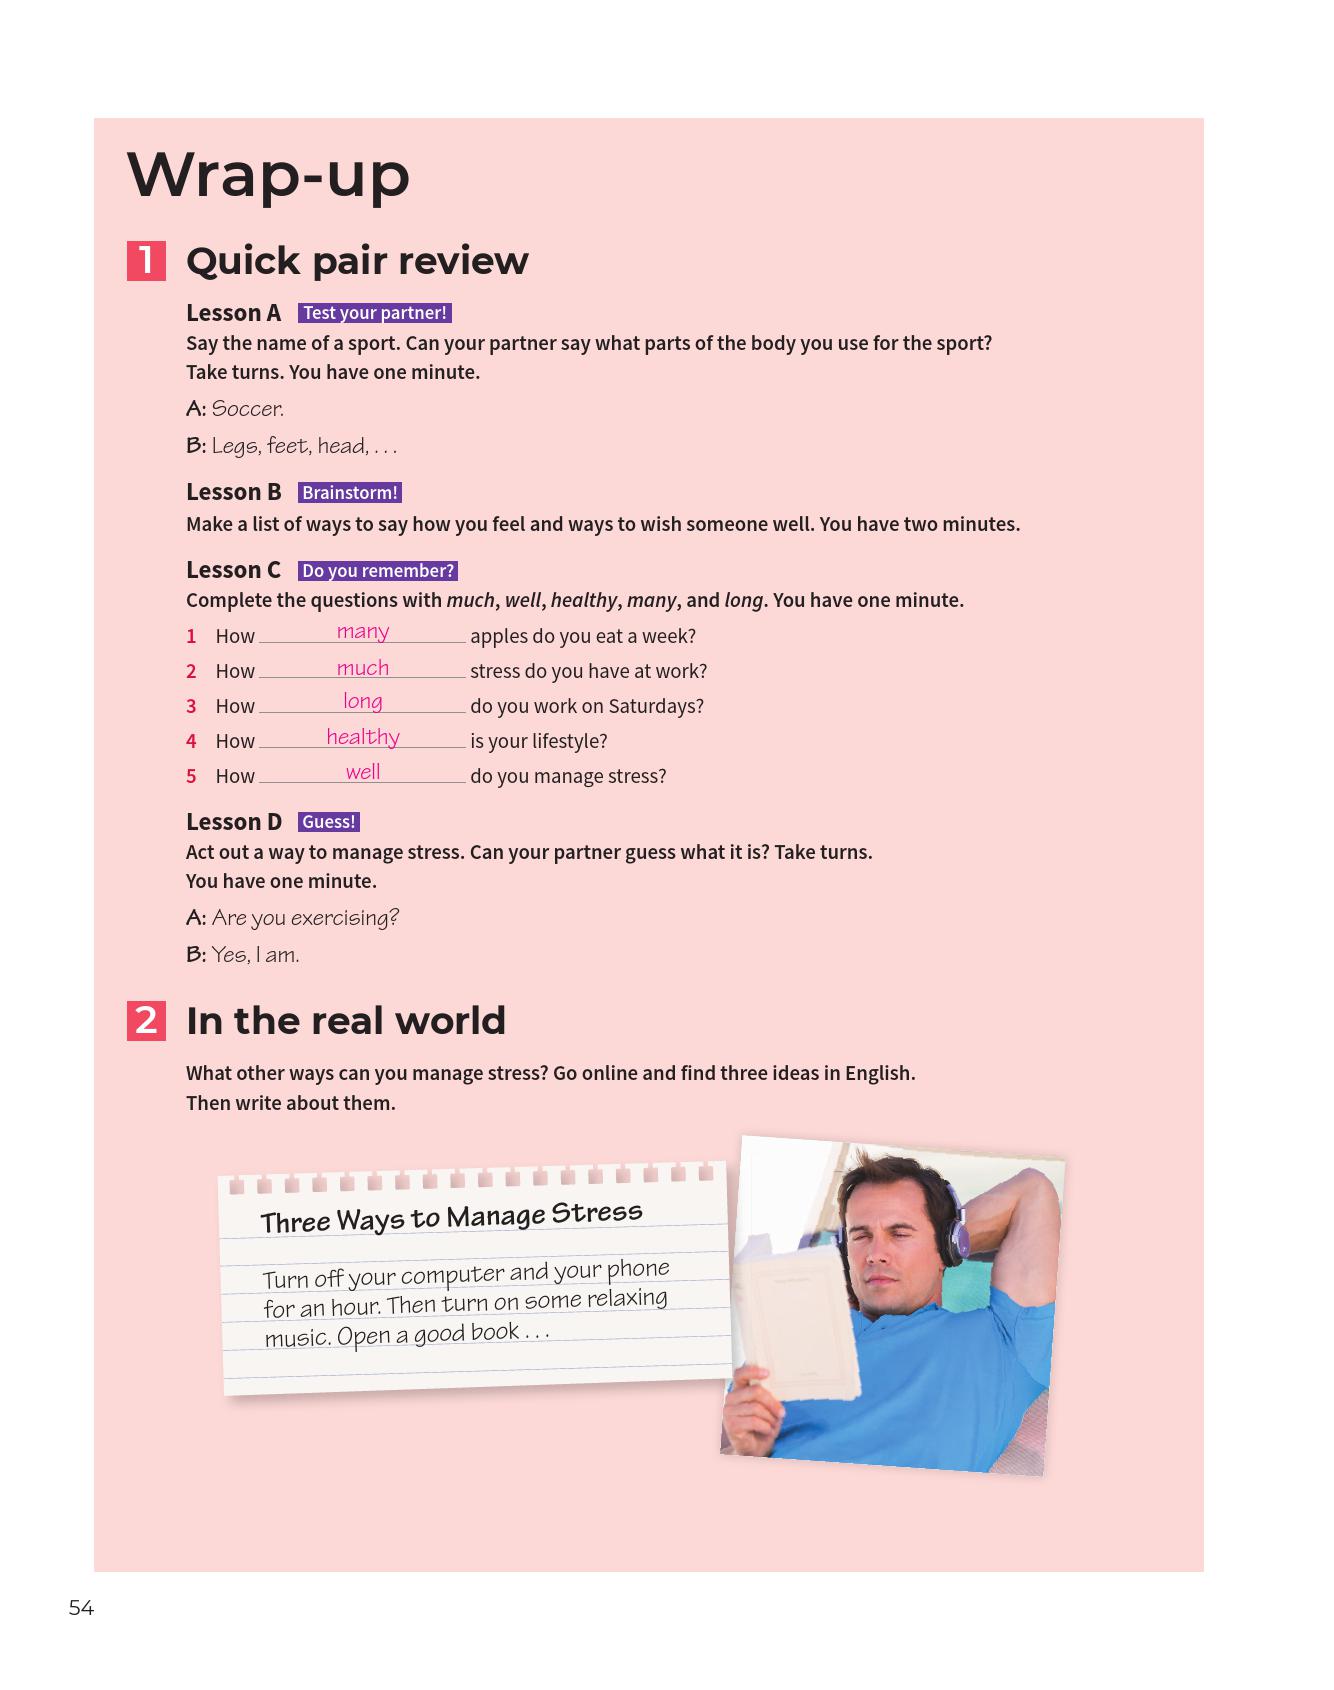 Wrap-up
1 Quick pair review
Lesson A Test your partner!
Say the name of a sport. Can your partner say what parts of the body you use for the sport?
Take turns. You have one minute.
A: Soccer.
B: Legs, feet, head, . . .
Lesson B Brainstorm!
Make a list of ways to say how you feel and ways to wish someone well. You have two minutes.
Lesson C Do you remember?
Complete the questions with much, well, healthy, many, and long. You have one minute.
1 How many apples do you eat a week?
2 How much stress do you have at work?
3 How long do you work on Saturdays?
4 How healthy is your lifestyle?
5 How well do you manage stress?
Lesson D Guess!
Act out a way to manage stress. Can your partner guess what it is? Take turns.
You have one minute.
A: Are you exercising?
B: Yes, I am.
2 In the real world
What other ways can you manage stress? Go online and find three ideas in English.
Then write about them.
Three Ways to Manage Stress
Turn off your computer and your phone
for an hour. Then turn on some relaxing
music. Open a good book . . .
54